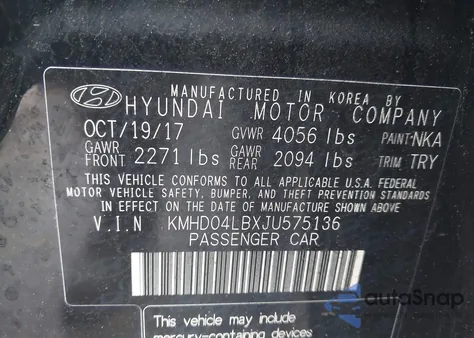 MANUFACTURED IN KOREA BY
HYUNDAI MOTOR COMPANY
OCT/19/17 GVWR 4056 lbs PAINT:NKA
GAWR FRONT 2271 lbs GAWR REAR 2094 lbs TRIM TRY
THIS VEHICLE CONFORMS TO ALL APPLICABLE U.S.A. FEDERAL
MOTOR VEHICLE SAFETY, BUMPER, AND THEFT PREVENTION STANDARDS
IN EFFECT ON THE DATE OF MANUFACTURE SHOWN ABOVE.
V.I.N KMHD04LBXJU575136
PASSENGER CAR
This vehicle may include
mercury-containing devices
autoSnap